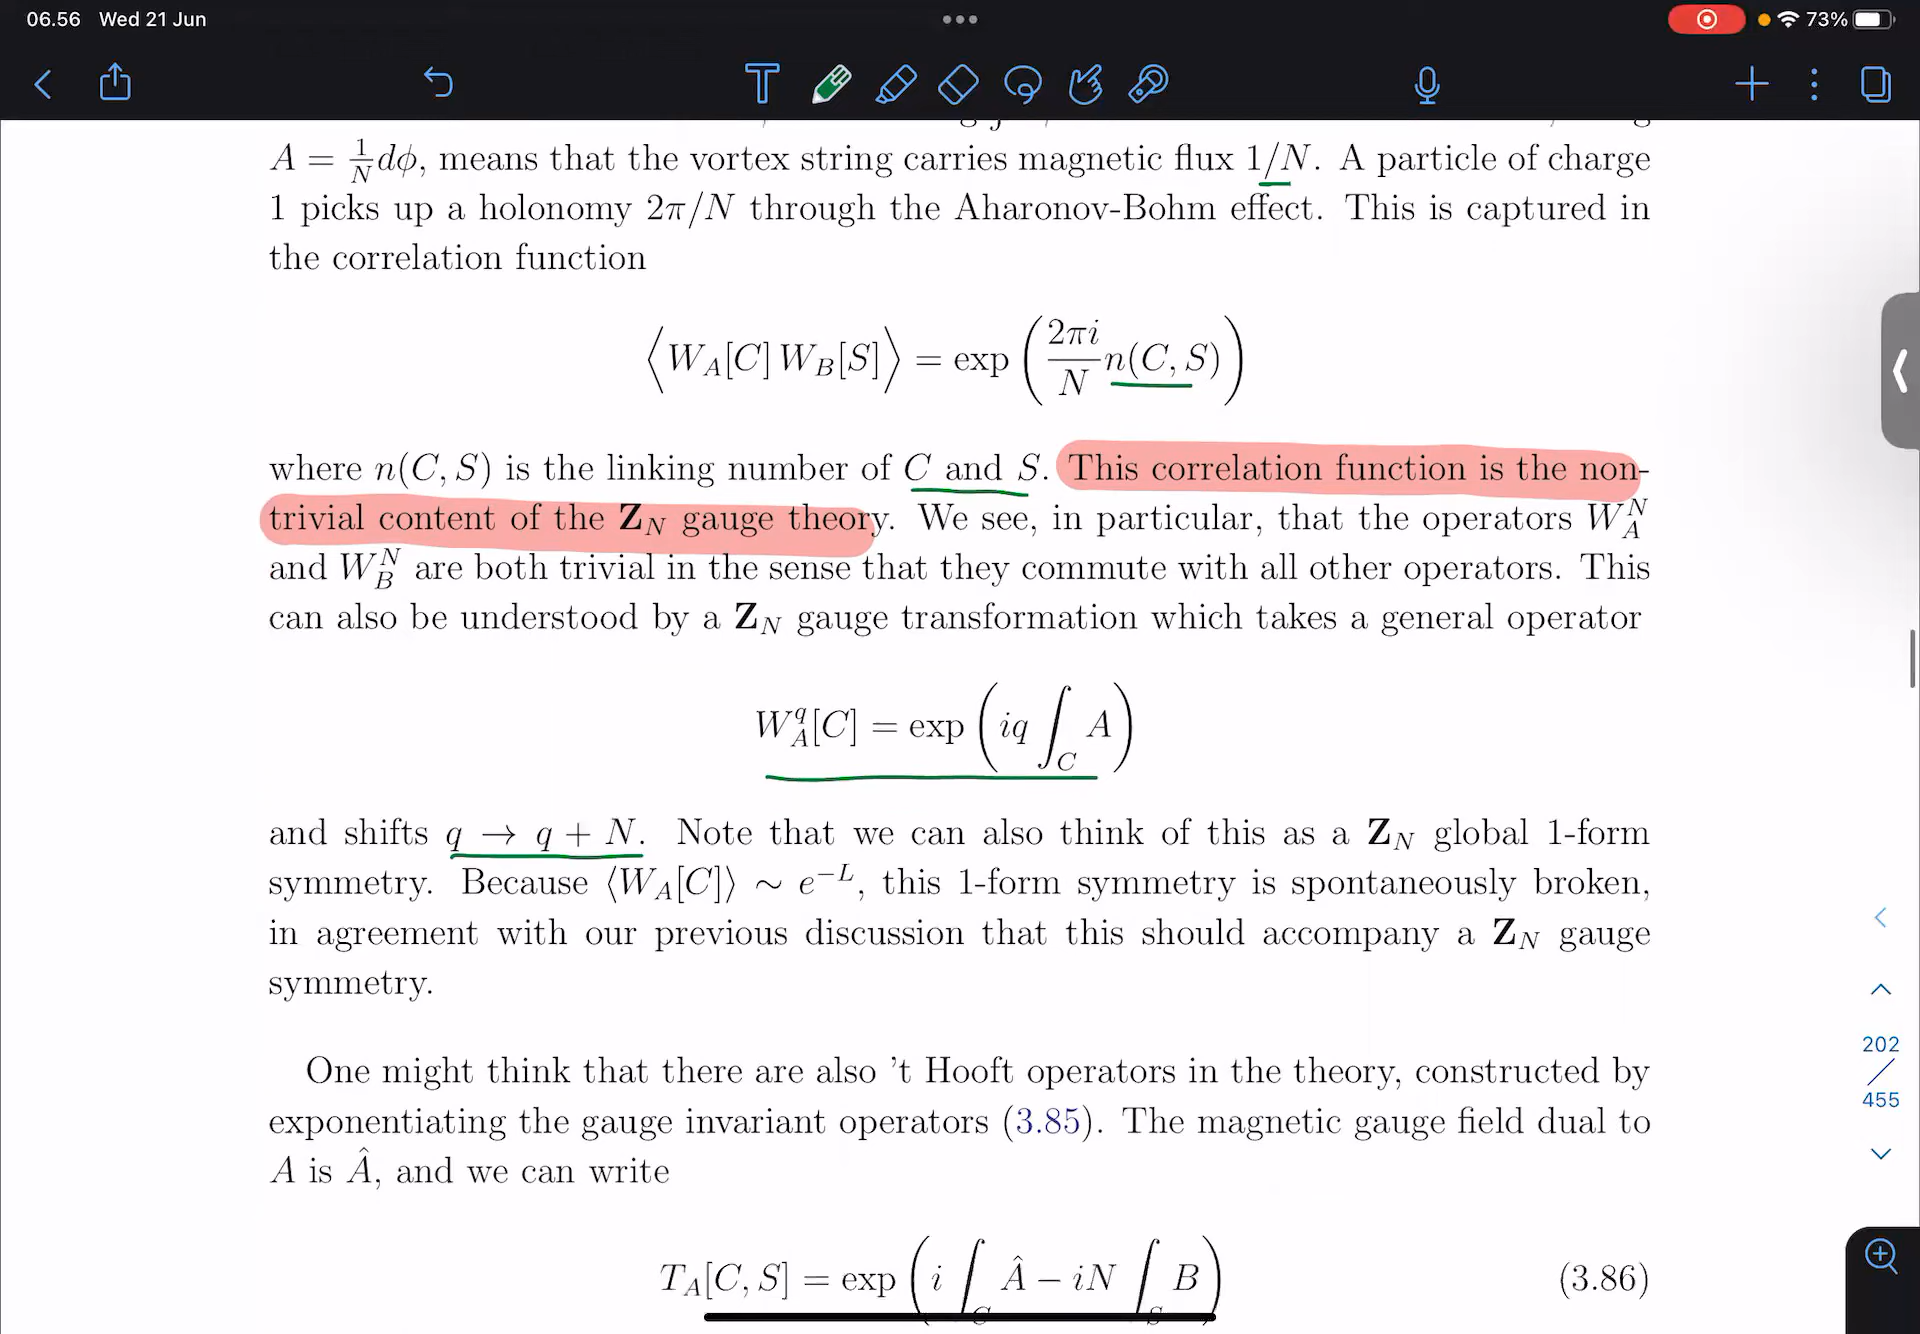 06.56 Wed 21 Jun
73%
A = 1/N dϕ, means that the vortex string carries magnetic flux 1/N. A particle of charge
1 picks up a holonomy 2π/N through the Aharonov-Bohm effect. This is captured in
the correlation function
⟨W_A[C] W_B[S]⟩ = exp (2πi/N n(C, S))
where n(C, S) is the linking number of C and S. This correlation function is the non-
trivial content of the Z_N gauge theory. We see, in particular, that the operators W_A^N
and W_B^N are both trivial in the sense that they commute with all other operators. This
can also be understood by a Z_N gauge transformation which takes a general operator
W_A^q[C] = exp (iq ∫_C A)
and shifts q → q + N. Note that we can also think of this as a Z_N global 1-form
symmetry. Because ⟨W_A[C]⟩ ∼ e^{−L}, this 1-form symmetry is spontaneously broken,
in agreement with our previous discussion that this should accompany a Z_N gauge
symmetry.
One might think that there are also 't Hooft operators in the theory, constructed by
exponentiating the gauge invariant operators (3.85). The magnetic gauge field dual to
A is Â, and we can write
T_A[C, S] = exp (i ∫_C Â − iN ∫_S B) (3.86)
202
/
455